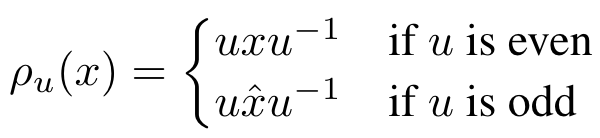 ρ_u(x) = { uxu⁻¹ if u is even
ux̂u⁻¹ if u is odd